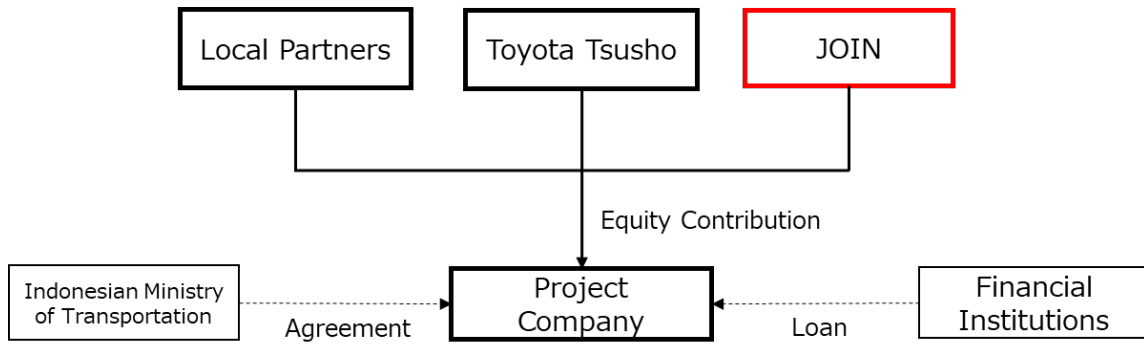 Local Partners
Toyota Tsusho
JOIN
Equity Contribution
Indonesian Ministry
of Transportation
Agreement
Project
Company
Loan
Financial
Institutions